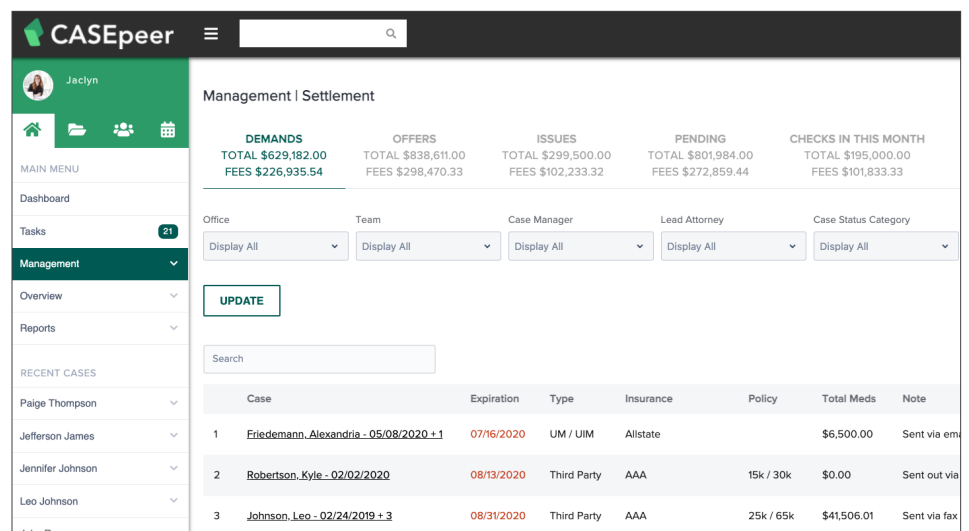 CASEpeer
Jaclyn
MAIN MENU
Dashboard
Tasks 21
Management
Overview
Reports
RECENT CASES
Paige Thompson
Jefferson James
Jennifer Johnson
Leo Johnson
Management | Settlement
DEMANDS OFFERS ISSUES PENDING CHECKS IN THIS MONTH
TOTAL $629,182.00 TOTAL $838,611.00 TOTAL $299,500.00 TOTAL $801,984.00 TOTAL $195,000.00
FEES $226,935.54 FEES $298,470.33 FEES $102,233.32 FEES $272,859.44 FEES $101,833.33
Office Team Case Manager Lead Attorney Case Status Category
Display All Display All Display All Display All Display All
UPDATE
Search
Case Expiration Type Insurance Policy Total Meds Note
1 Friedemann, Alexandria - 05/08/2020 + 1 07/16/2020 UM / UIM Allstate $6,500.00 Sent via ema
2 Robertson, Kyle - 02/02/2020 08/13/2020 Third Party AAA 15k / 30k $0.00 Sent out via
3 Johnson, Leo - 02/24/2019 + 3 08/31/2020 Third Party AAA 25k / 65k $41,506.01 Sent via fax